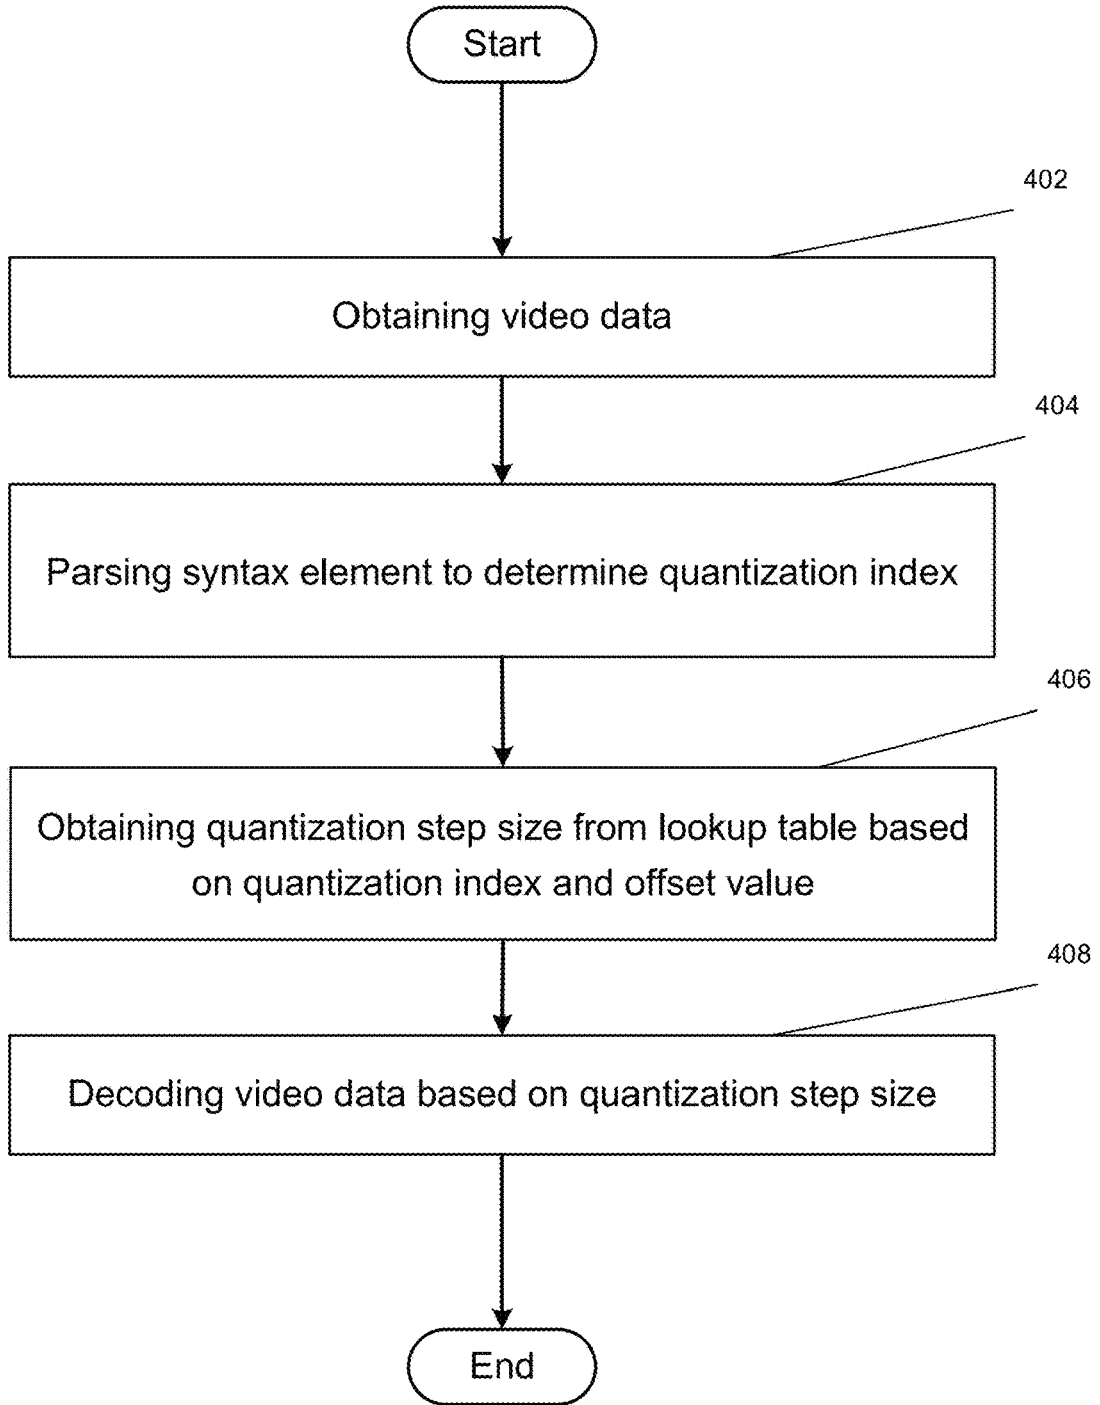 Start
402
Obtaining video data
404
Parsing syntax element to determine quantization index
406
Obtaining quantization step size from lookup table based
on quantization index and offset value
408
Decoding video data based on quantization step size
End